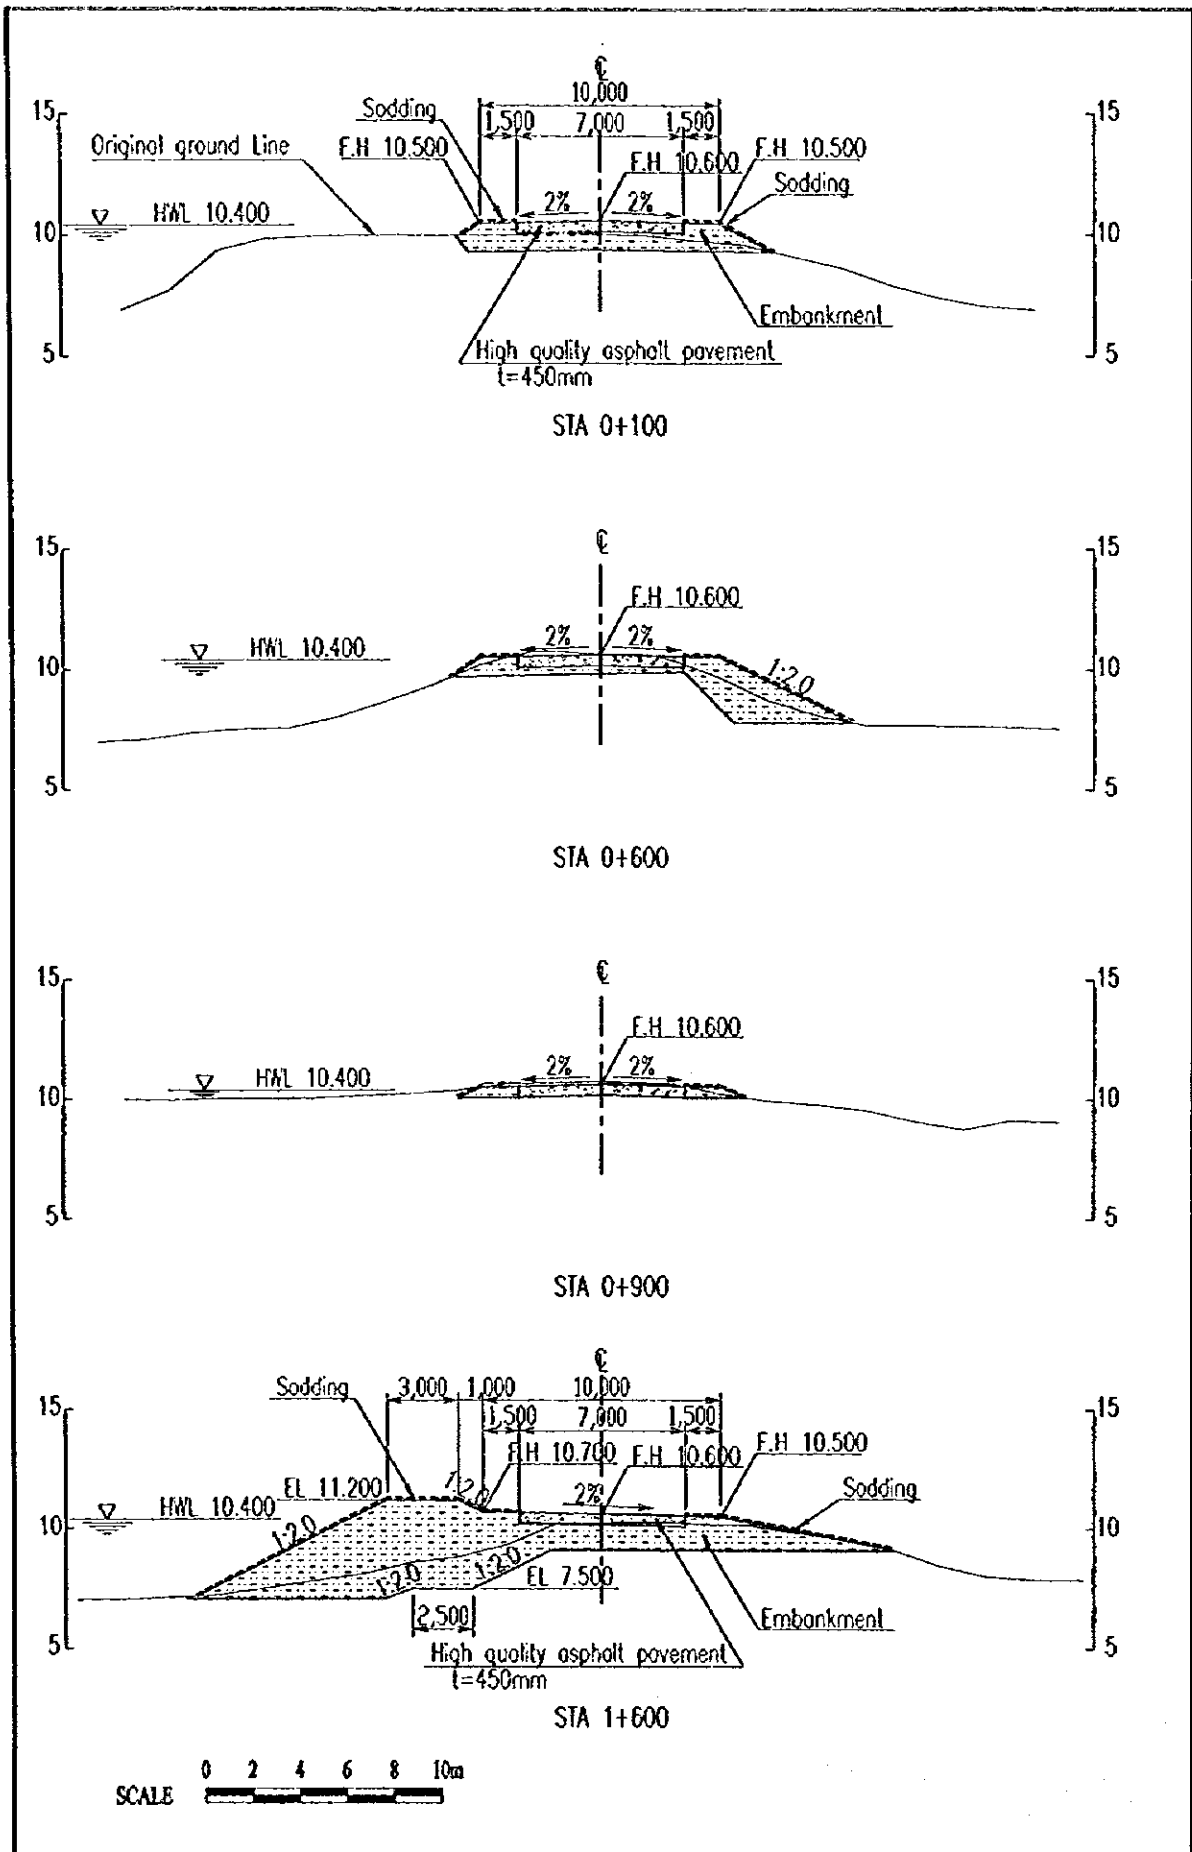 ℄
10,000
15
15
Sodding
1,500
7,000
1,500
Original ground Line
F.H 10.500
F.H 10.600
F.H 10.500
Sodding
HWL 10.400
2%
2%
10
10
Embankment
5
5
High quality asphalt pavement
t=450mm
STA 0+100
℄
15
15
F.H 10.600
HWL 10.400
2%
2%
10
10
1:2.0
5
5
STA 0+600
℄
15
15
F.H 10.600
HWL 10.400
2%
2%
10
10
5
5
STA 0+900
℄
Sodding
3,000
1,000
10,000
15
15
1,500
7,000
1,500
F.H 10.700
F.H 10.600
F.H 10.500
EL 11.200
1:2.0
2%
Sodding
HWL 10.400
10
10
1:2.0
1:2.0
1:2.0
EL 7.500
2,500
Embankment
5
5
High quality asphalt pavement
t=450mm
STA 1+600
0 2 4 6 8 10m
SCALE